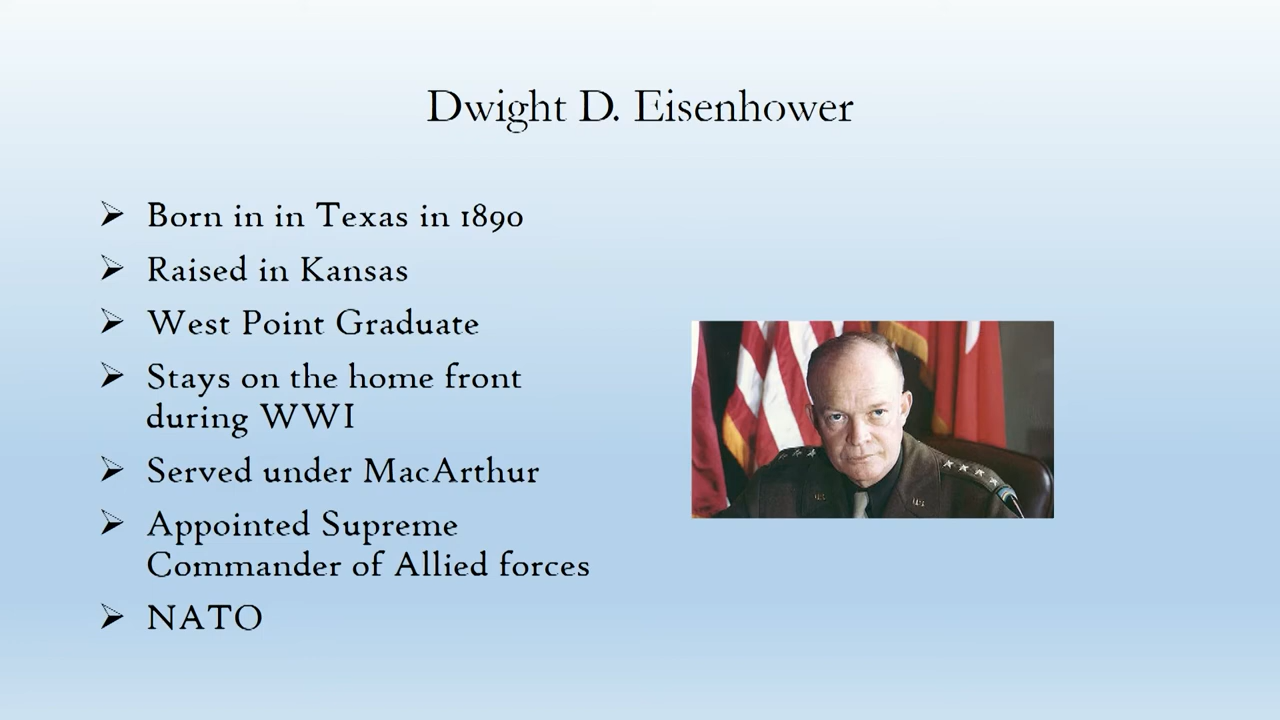 Dwight D. Eisenhower
Born in in Texas in 1890
Raised in Kansas
West Point Graduate
Stays on the home front
during WWI
Served under MacArthur
Appointed Supreme
Commander of Allied forces
NATO